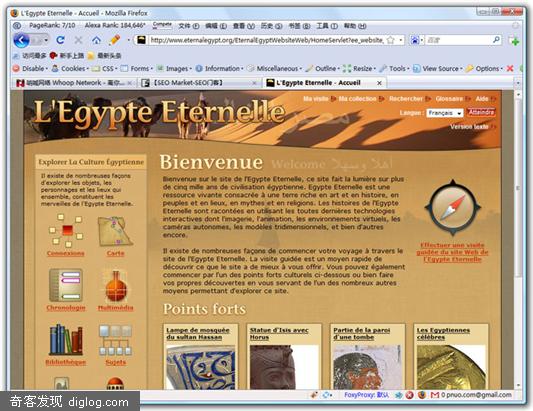 L'Egypte Eternelle - Accueil - Mozilla Firefox
PageRank: 7/10 Alexa Rank: 184,646* Compete 文件 (F) 编辑 (E) 查看 (V) 历史 (S) 书签 (B) 工具 (T) 帮助 (H)
http://www.eternalegypt.org/EternalEgyptWebsiteWeb/HomeServlet?ee_website_
访问最多 新手上路 最新头条
Disable Cookies CSS Forms Images Information Miscellaneous Outline Resize Tools View Source Options
Whoop Network 【SEO Market-SEO门客】 L'Egypte Eternelle - Accueil
Ma visite Ma collection Rechercher Glossaire Aide
L'Egypte Eternelle
Langue : Français Atteindre
Version texte
Explorer La Culture Égyptienne
Il existe de nombreuses façons
d'explorer les objets, les
personnages et les lieux qui
ensemble, constituent les
merveilles de l'Egypte Eternelle.
Connexions Carte
Chronologie Multimédia
Bibliothèque Sujets
Bienvenue Welcome أهلا وسهلا
Bienvenue sur le site de l'Egypte Eternelle, ce site fait la lumière sur plus
de cinq mille ans de civilisation égyptienne. Egypte Eternelle est une
ressource vivante consacrée à une terre riche en art et en histoire, en
peuples et en lieux, en mythes et en religions. Les histoires de l'Egypte
Eternelle sont racontées en utilisant les toutes dernières technologies
interactives dont l'imagerie, l'animation, les environnements virtuels, les
caméras autonomes, les modèles tridimensionnels, et bien d'autres
encore.
Il existe de nombreuses façons de commencer votre voyage à travers le
site de l'Egypte Eternelle. La visite guidée est un moyen rapide de
découvrir ce que le site a de mieux à vous offrir. Vous pouvez également
commencer par l'un des points forts culturels ci-dessous ou bien faire
vos propres découvertes en vous servant de l'un des nombreux autres
moyens permettant d'explorer ce site.
Effectuer une visite
guidée du site Web de
l'Egypte Eternelle
Points forts
Lampe de mosquée
du sultan Hassan
Statue d'Isis avec
Horus
Partie de la paroi
d'une tombe
Les Egyptiennes
célèbres
奇客发现 diglog.com
FoxyProxy: 默认 0 pnuo.com@gmail.com